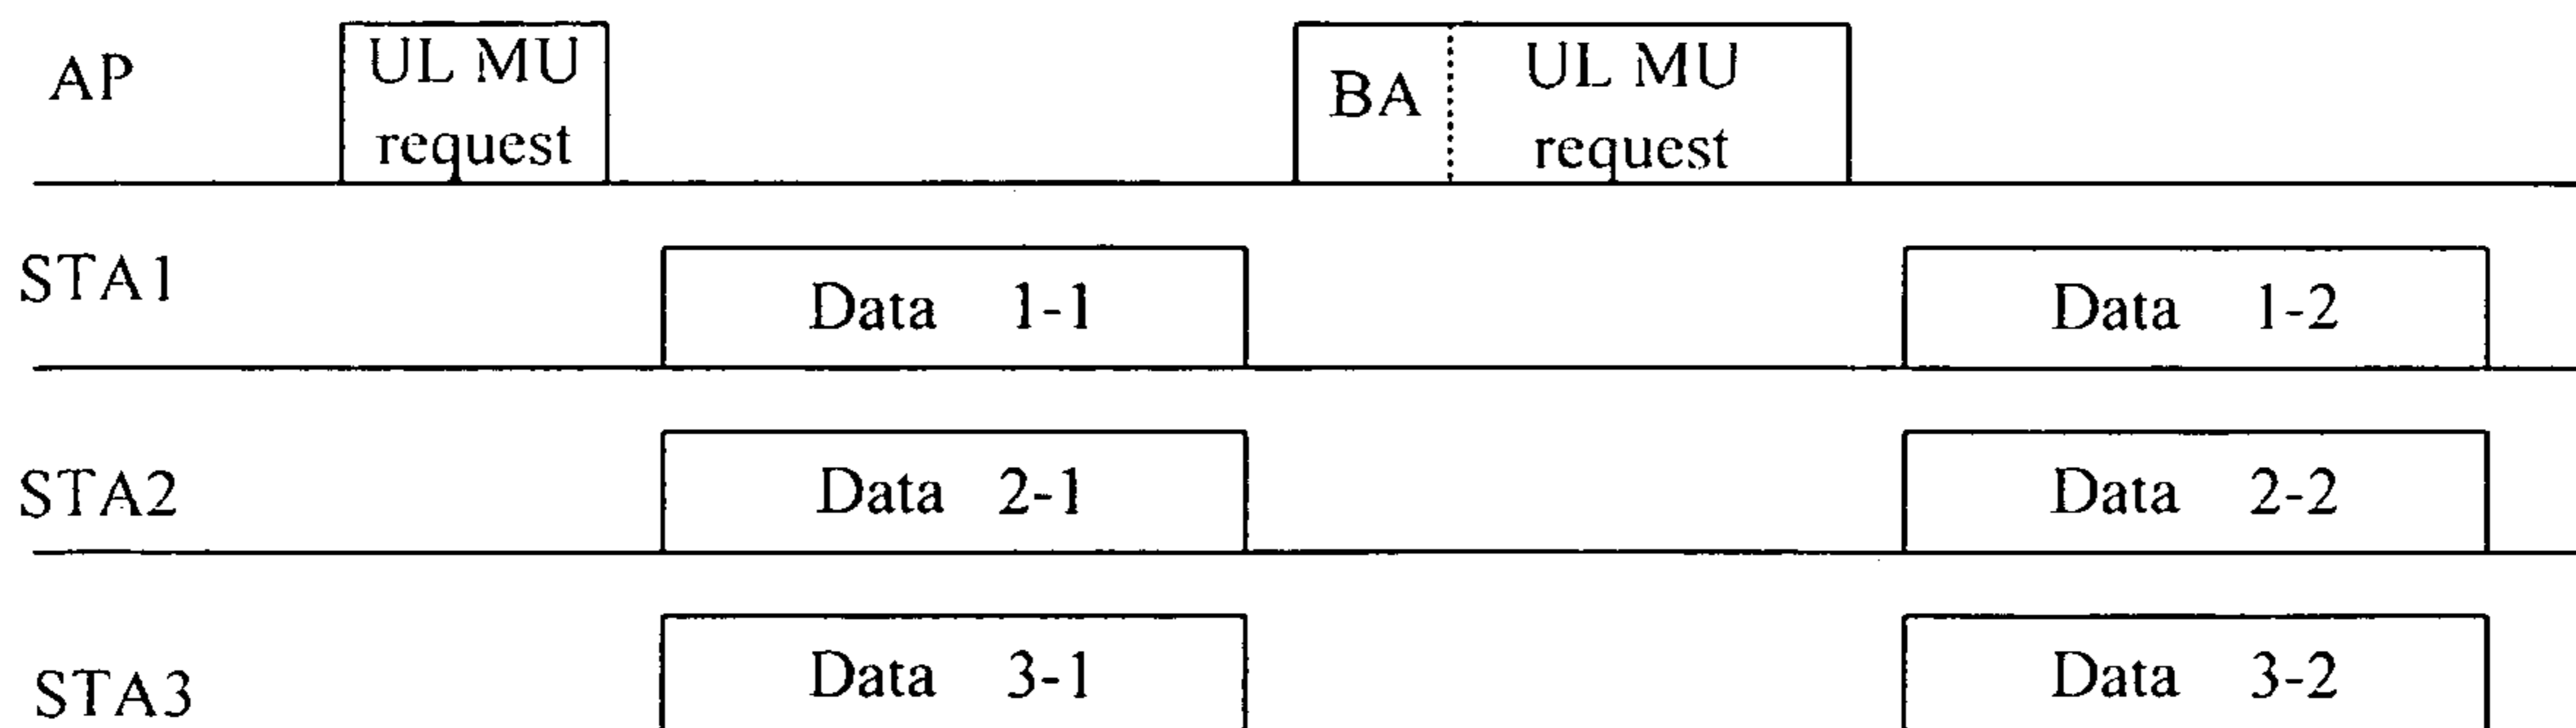 AP
UL MU
request
BA
UL MU
request
STA1
Data 1-1
Data 1-2
STA2
Data 2-1
Data 2-2
STA3
Data 3-1
Data 3-2